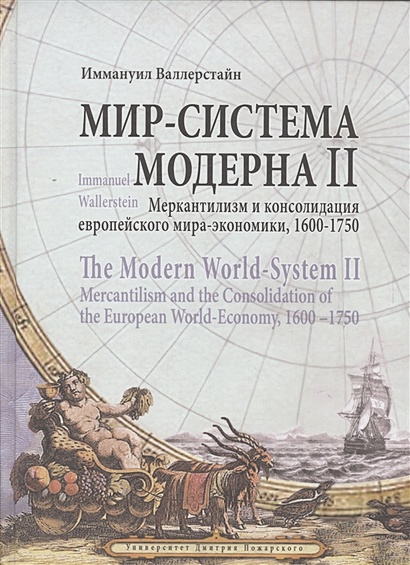 Иммануил Валлерстайн
МИР-СИСТЕМА
МОДЕРНА II
Immanuel
Wallerstein
Меркантилизм и консолидация
европейского мира-экономики, 1600-1750
The Modern World-System II
Mercantilism and the Consolidation of
the European World-Economy, 1600 –1750
Университет Дмитрия Пожарского